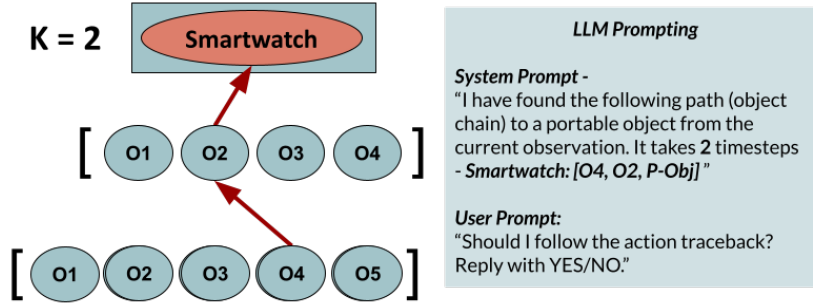 K = 2
Smartwatch
[ O1 O2 O3 O4 ]
[ O1 O2 O3 O4 O5 ]
LLM Prompting
System Prompt -
“I have found the following path (object
chain) to a portable object from the
current observation. It takes 2 timesteps
- Smartwatch: [O4, O2, P-Obj] ”
User Prompt:
“Should I follow the action traceback?
Reply with YES/NO.”